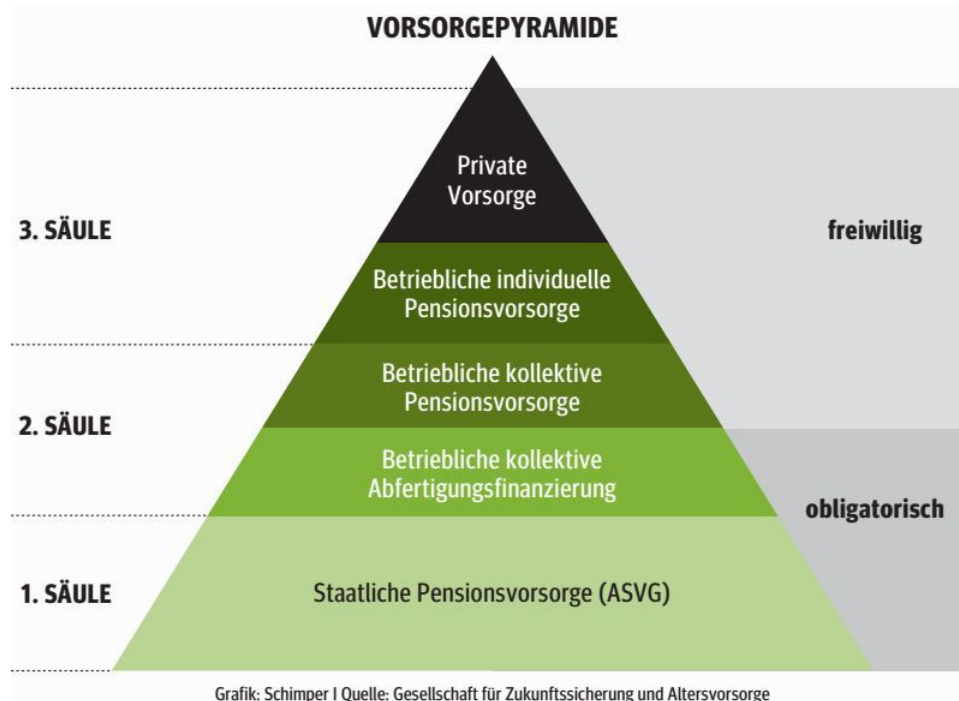 VORSORGEPYRAMIDE
3. SÄULE
Private
Vorsorge
freiwillig
Betriebliche individuelle
Pensionsvorsorge
2. SÄULE
Betriebliche kollektive
Pensionsvorsorge
Betriebliche kollektive
Abfertigungsfinanzierung
obligatorisch
1. SÄULE
Staatliche Pensionsvorsorge (ASVG)
Grafik: Schimper I Quelle: Gesellschaft für Zukunftssicherung und Altersvorsorge